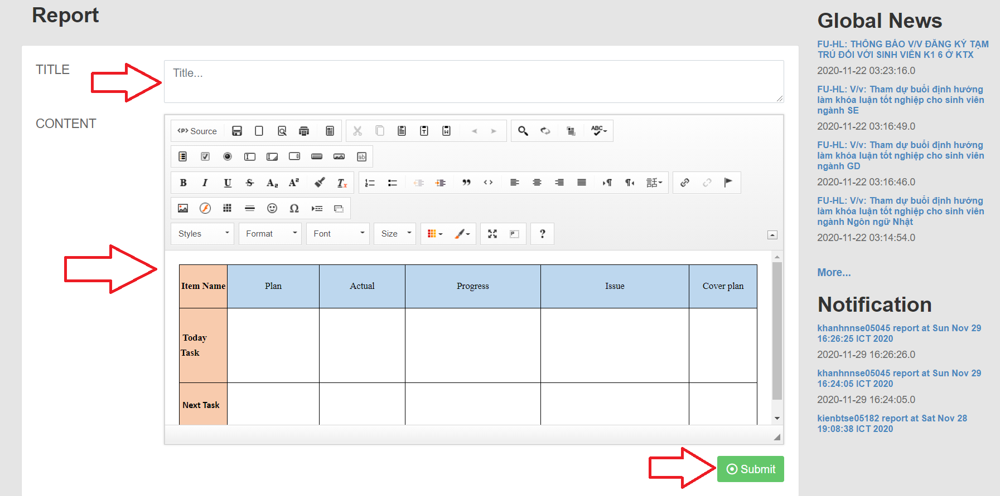 Report
TITLE
Title...
CONTENT
Source
ABC
ab
B I U S A2 A2 Tx
話
Ω
Styles Format Font Size ?
Item Name Plan Actual Progress Issue Cover plan
Today
Task
Next Task
Submit
Global News
FU-HL: THÔNG BÁO V/V ĐĂNG KÝ TẠM
TRÚ ĐỐI VỚI SINH VIÊN K1 6 Ở KTX
2020-11-22 03:23:16.0
FU-HL: V/v: Tham dự buổi định hướng
làm khóa luận tốt nghiệp cho sinh viên
ngành SE
2020-11-22 03:16:49.0
FU-HL: V/v: Tham dự buổi định hướng
làm khóa luận tốt nghiệp cho sinh viên
ngành GD
2020-11-22 03:16:46.0
FU-HL: V/v: Tham dự buổi định hướng
làm khóa luận tốt nghiệp cho sinh viên
ngành Ngôn ngữ Nhật
2020-11-22 03:14:54.0
More...
Notification
khanhnnse05045 report at Sun Nov 29
16:26:25 ICT 2020
2020-11-29 16:26:26.0
khanhnnse05045 report at Sun Nov 29
16:24:05 ICT 2020
2020-11-29 16:24:05.0
kienbtse05182 report at Sat Nov 28
19:08:38 ICT 2020